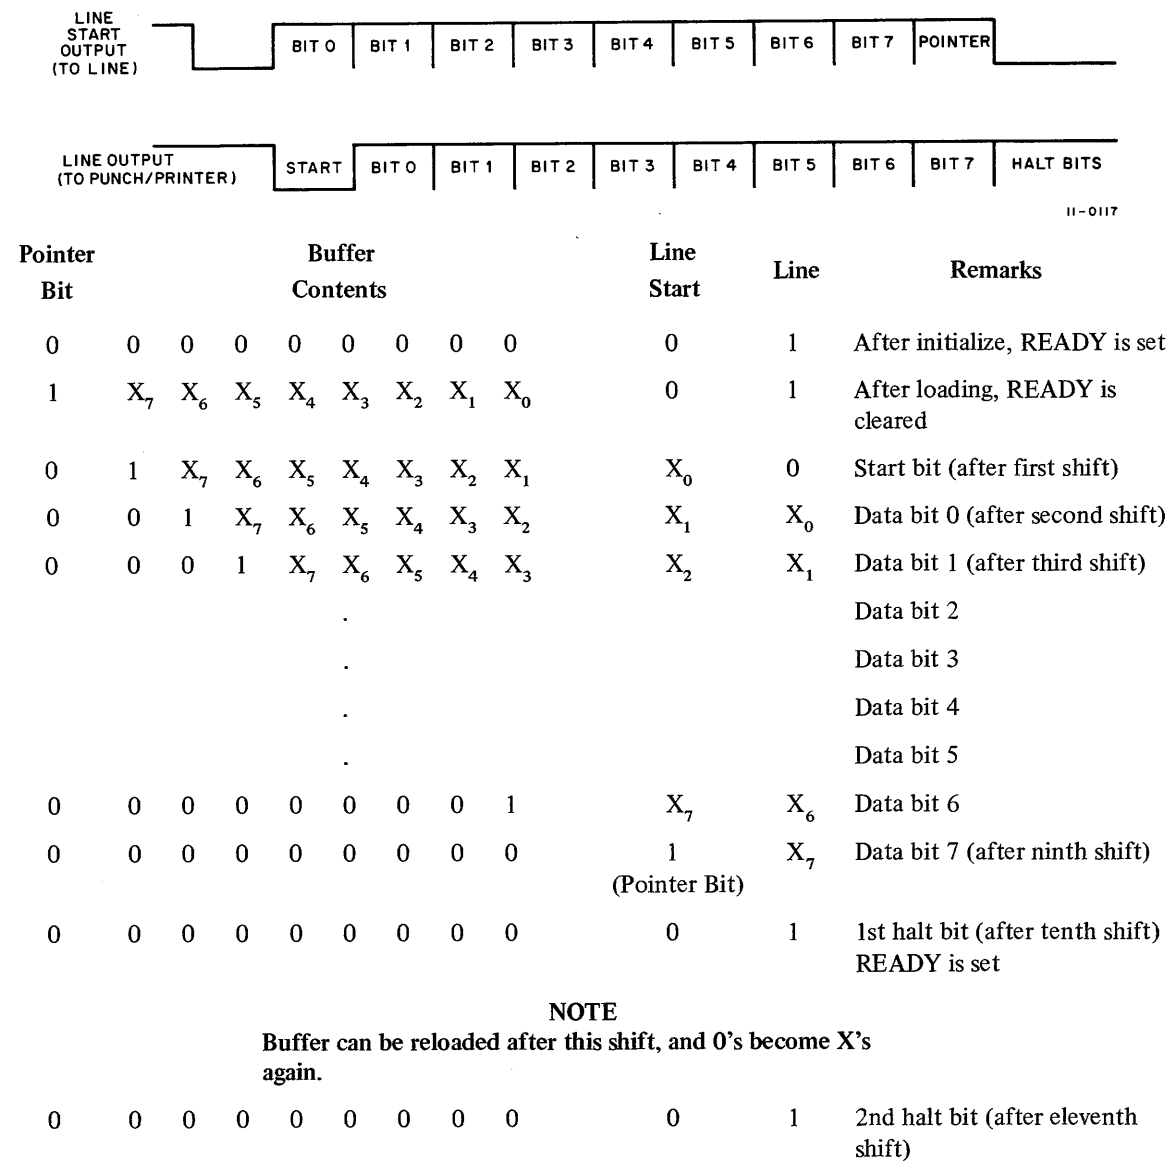 LINE
START
OUTPUT
(TO LINE)
BIT 0 BIT 1 BIT 2 BIT 3 BIT 4 BIT 5 BIT 6 BIT 7 POINTER
LINE OUTPUT
(TO PUNCH/PRINTER)
START BIT 0 BIT 1 BIT 2 BIT 3 BIT 4 BIT 5 BIT 6 BIT 7 HALT BITS
11-0117
Pointer Bit Buffer Contents Line Start Line Remarks
0 0 0 0 0 0 0 0 0 0 1 After initialize, READY is set
1 X₇ X₆ X₅ X₄ X₃ X₂ X₁ X₀ 0 1 After loading, READY is
cleared
0 1 X₇ X₆ X₅ X₄ X₃ X₂ X₁ X₀ 0 Start bit (after first shift)
0 0 1 X₇ X₆ X₅ X₄ X₃ X₂ X₁ X₀ Data bit 0 (after second shift)
0 0 0 1 X₇ X₆ X₅ X₄ X₃ X₂ X₁ Data bit 1 (after third shift)
. Data bit 2
. Data bit 3
. Data bit 4
. Data bit 5
0 0 0 0 0 0 0 0 1 X₇ X₆ Data bit 6
0 0 0 0 0 0 0 0 0 1 X₇ Data bit 7 (after ninth shift)
(Pointer Bit)
0 0 0 0 0 0 0 0 0 0 1 1st halt bit (after tenth shift)
READY is set
NOTE
Buffer can be reloaded after this shift, and 0's become X's
again.
0 0 0 0 0 0 0 0 0 0 1 2nd halt bit (after eleventh
shift)